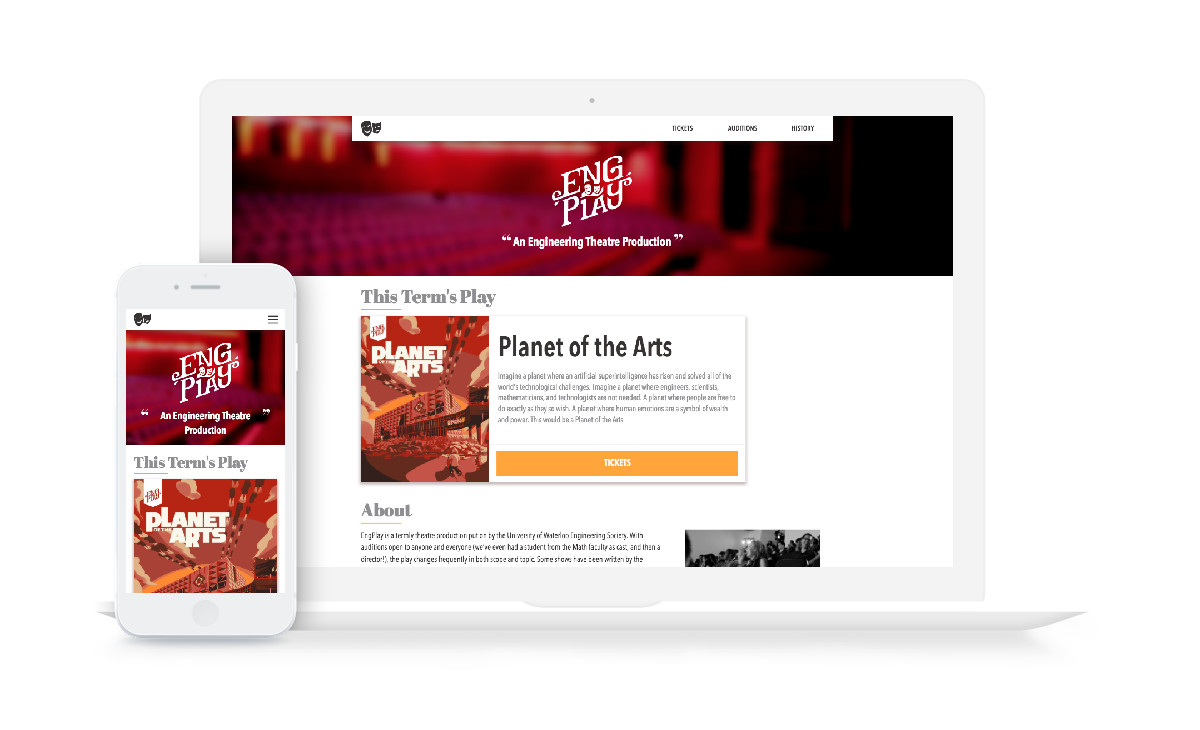 TICKETS AUDITIONS HISTORY
ENG
PLAY
“ An Engineering Theatre Production ”
This Term's Play
PLANET
OF THE
ARTS
Planet of the Arts
Imagine a planet where an artificial superintelligence has risen and solved all of the
world's technological challenges. Imagine a planet where engineers, scientists,
mathematicians, and technologists are not needed. A planet where people are free to
do exactly as they so wish. A planet where human emotions are a symbol of wealth
and power. This would be a Planet of the Arts
TICKETS
About
EngPlay is a termly theatre production put on by the University of Waterloo Engineering Society. With
auditions open to anyone and everyone (we've even had a student from the Math faculty as cast, and then a
director!), the play changes frequently in both scope and topic. Some shows have been written by the
ENG
PLAY
“ An Engineering Theatre ”
Production
This Term's Play
ENG
PLAY
PLANET
OF THE
ARTS